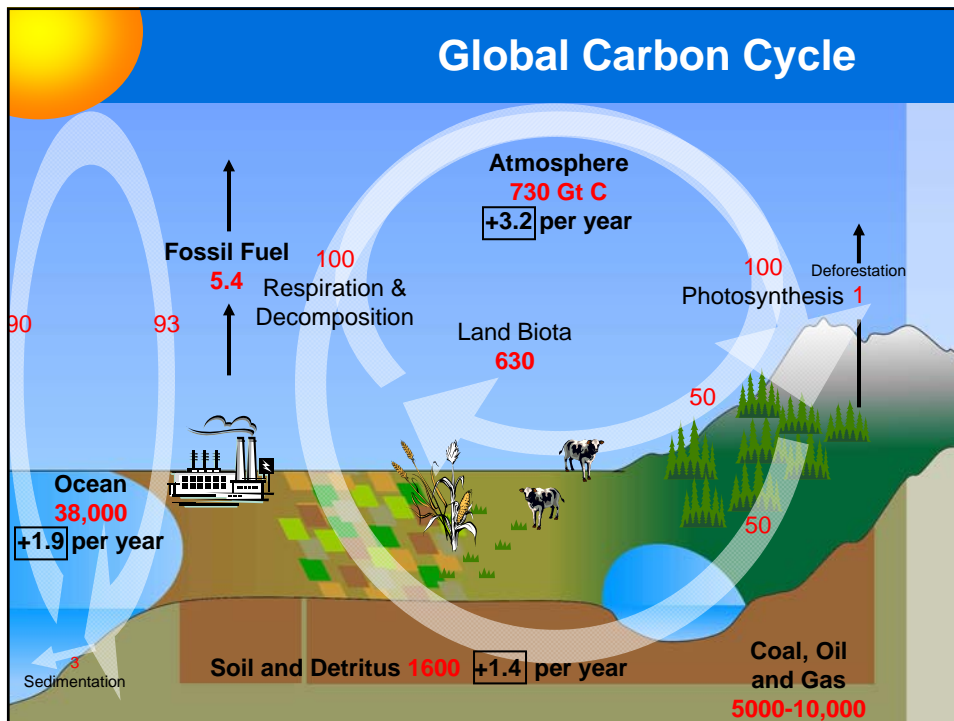 Global Carbon Cycle
Atmosphere
730 Gt C
+3.2 per year
Fossil Fuel
5.4
100
Respiration &
Decomposition
100
Photosynthesis
Deforestation
1
90
93
Land Biota
630
50
50
Ocean
38,000
+1.9 per year
3
Sedimentation
Soil and Detritus 1600 +1.4 per year
Coal, Oil
and Gas
5000-10,000